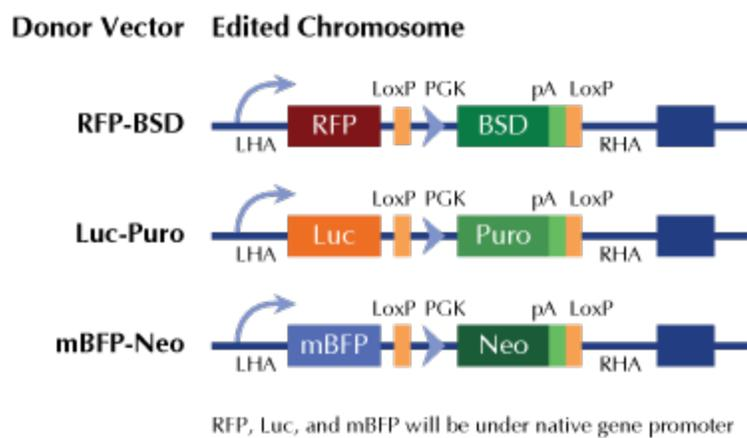 Donor Vector Edited Chromosome
LoxP PGK pA LoxP
RFP-BSD RFP BSD
LHA RHA
LoxP PGK pA LoxP
Luc-Puro Luc Puro
LHA RHA
LoxP PGK pA LoxP
mBFP-Neo mBFP Neo
LHA RHA
RFP, Luc, and mBFP will be under native gene promoter